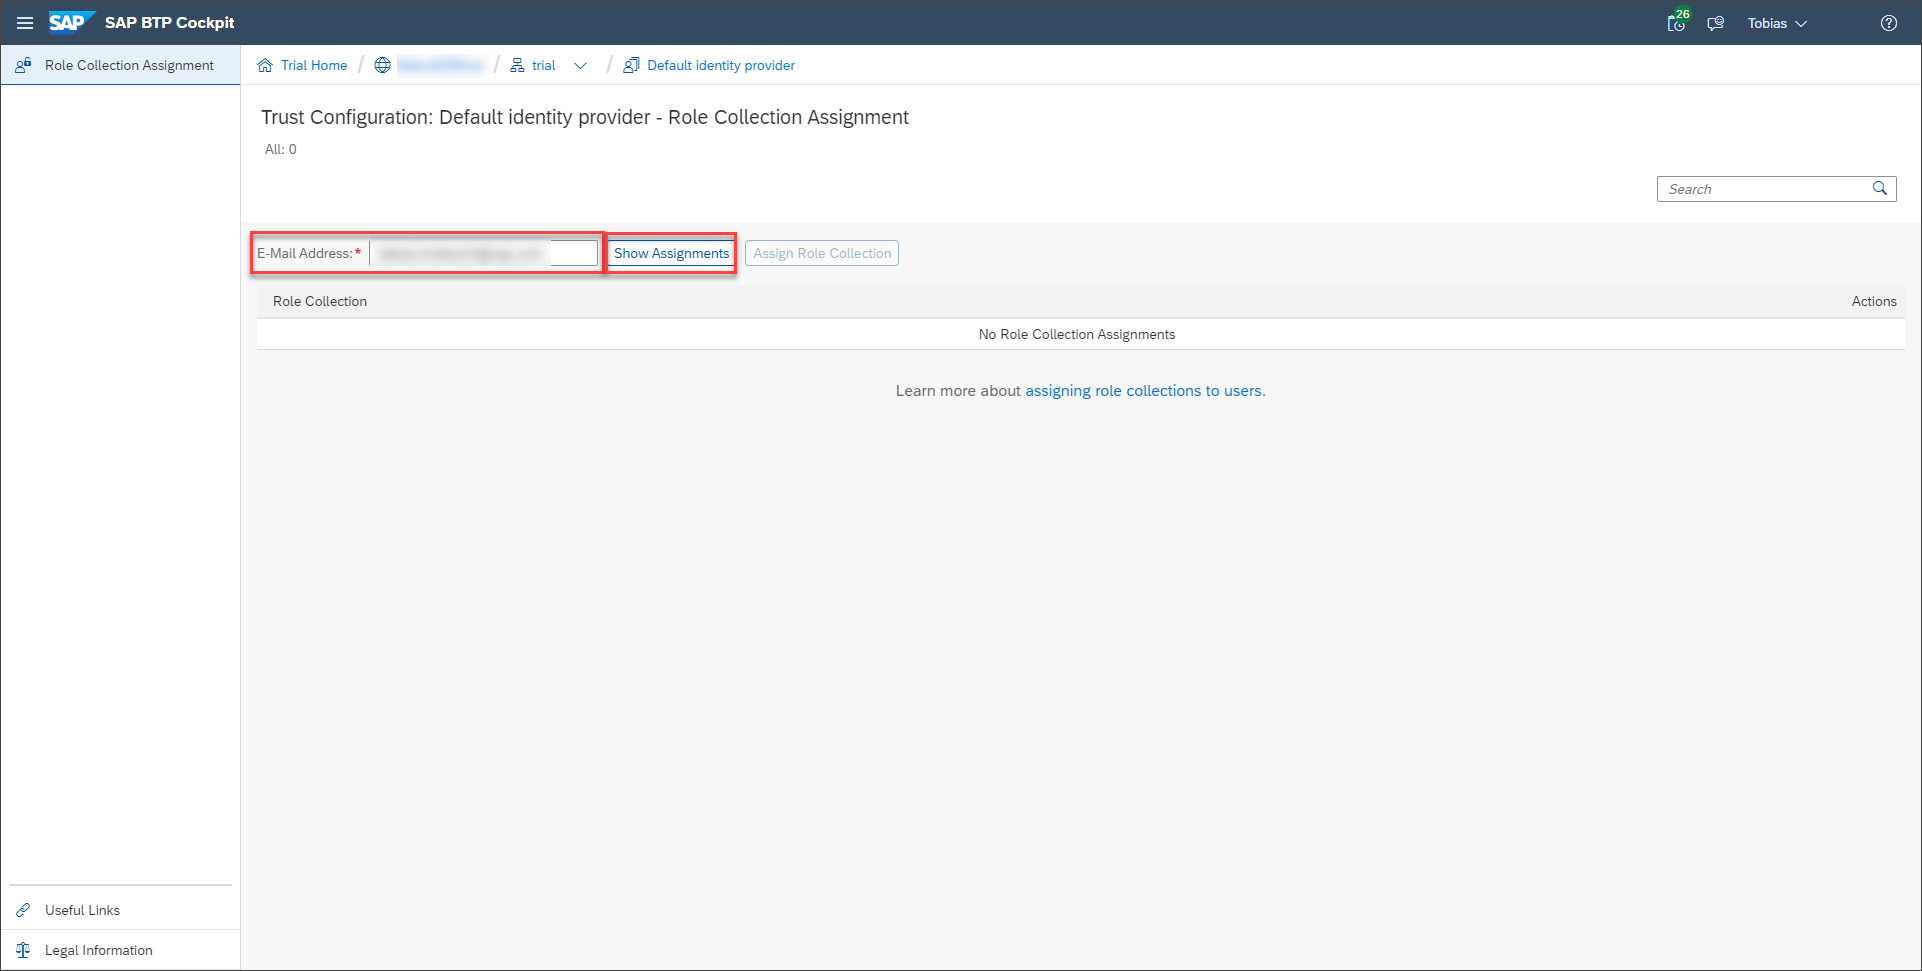 SAP SAP BTP Cockpit 26 Tobias
Role Collection Assignment
Trial Home / / trial / Default identity provider
Trust Configuration: Default identity provider - Role Collection Assignment
All: 0
Search
E-Mail Address:* Show Assignments Assign Role Collection
Role Collection Actions
No Role Collection Assignments
Learn more about assigning role collections to users.
Useful Links
Legal Information